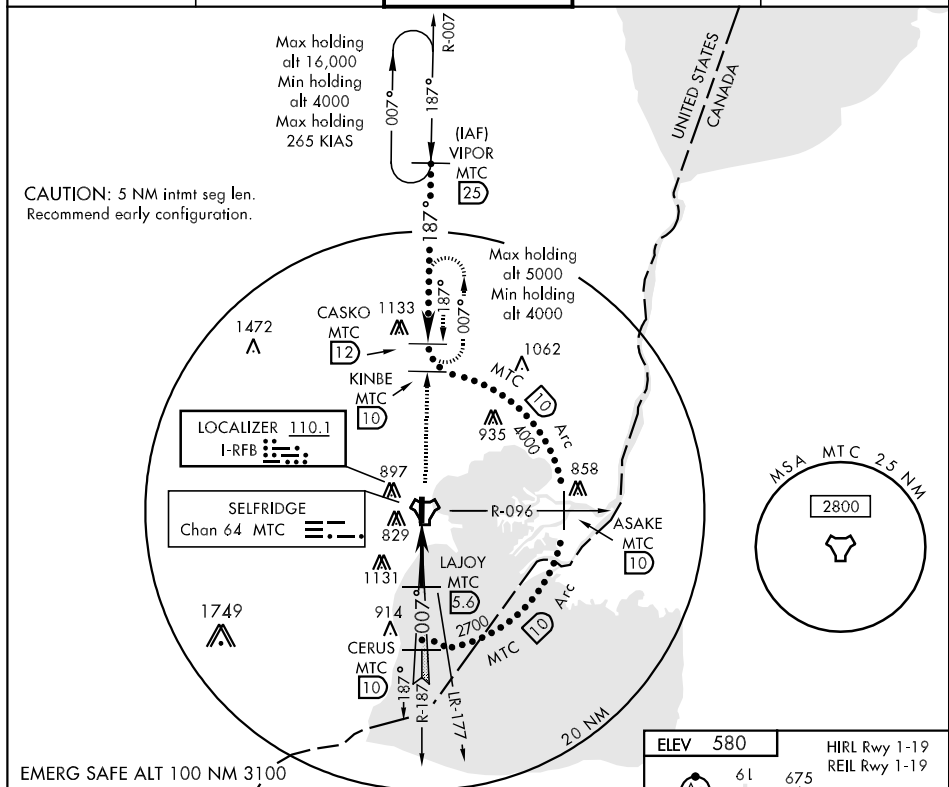 Max holding
alt 16,000
Min holding
alt 4000
Max holding
265 KIAS
R-007
007°
187°
(IAF)
VIPOR
MTC
25
UNITED STATES
CANADA
CAUTION: 5 NM intmt seg len.
Recommend early configuration.
187°
Max holding
alt 5000
Min holding
alt 4000
187°
007°
1472
CASKO
MTC
12
1133
1062
KINBE
MTC
10
MTC 10 Arc
4000
935
LOCALIZER 110.1
I-RFB
897
858
SELFRIDGE
Chan 64 MTC
829
R-096
ASAKE
MTC
10
MSA MTC 25 NM
2800
1131
LAJOY
MTC
5.6
1749
914
007°
2700
MTC 10 Arc
CERUS
MTC
10
187°
R-187
LR-177
20 NM
EMERG SAFE ALT 100 NM 3100
ELEV 580
HIRL Rwy 1-19
REIL Rwy 1-19
61
675